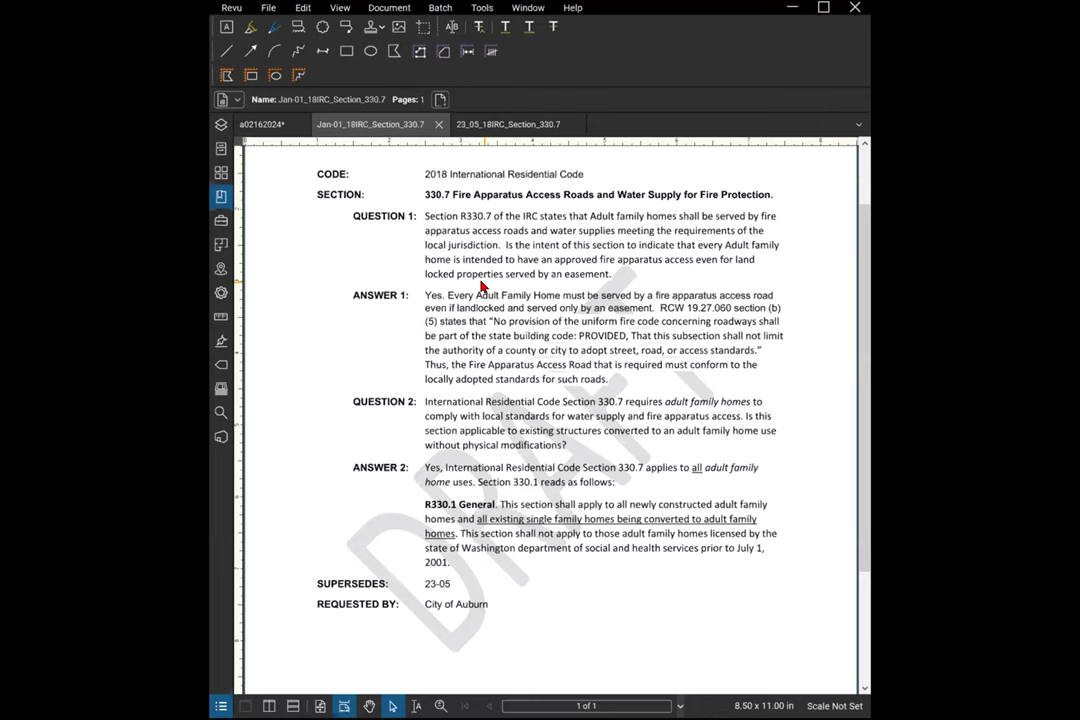 Revu File Edit View Document Batch Tools Window Help
Name: Jan-01_18IRC_Section_330.7 Pages: 1
a02162024* Jan-01_18IRC_Section_330.7 23_05_18IRC_Section_330.7
CODE: 2018 International Residential Code
SECTION: 330.7 Fire Apparatus Access Roads and Water Supply for Fire Protection.
QUESTION 1: Section R330.7 of the IRC states that Adult family homes shall be served by fire
apparatus access roads and water supplies meeting the requirements of the
local jurisdiction. Is the intent of this section to indicate that every Adult family
home is intended to have an approved fire apparatus access even for land
locked properties served by an easement.
ANSWER 1: Yes. Every Adult Family Home must be served by a fire apparatus access road
even if landlocked and served only by an easement. RCW 19.27.060 section (b)
(5) states that “No provision of the uniform fire code concerning roadways shall
be part of the state building code: PROVIDED, That this subsection shall not limit
the authority of a county or city to adopt street, road, or access standards.”
Thus, the Fire Apparatus Access Road that is required must conform to the
locally adopted standards for such roads.
QUESTION 2: International Residential Code Section 330.7 requires adult family homes to
comply with local standards for water supply and fire apparatus access. Is this
section applicable to existing structures converted to an adult family home use
without physical modifications?
ANSWER 2: Yes, International Residential Code Section 330.7 applies to all adult family
home uses. Section 330.1 reads as follows:
R330.1 General. This section shall apply to all newly constructed adult family
homes and all existing single family homes being converted to adult family
homes. This section shall not apply to those adult family homes licensed by the
state of Washington department of social and health services prior to July 1,
2001.
SUPERSEDES: 23-05
REQUESTED BY: City of Auburn
DRAFT
1 of 1 8.50 x 11.00 in Scale Not Set